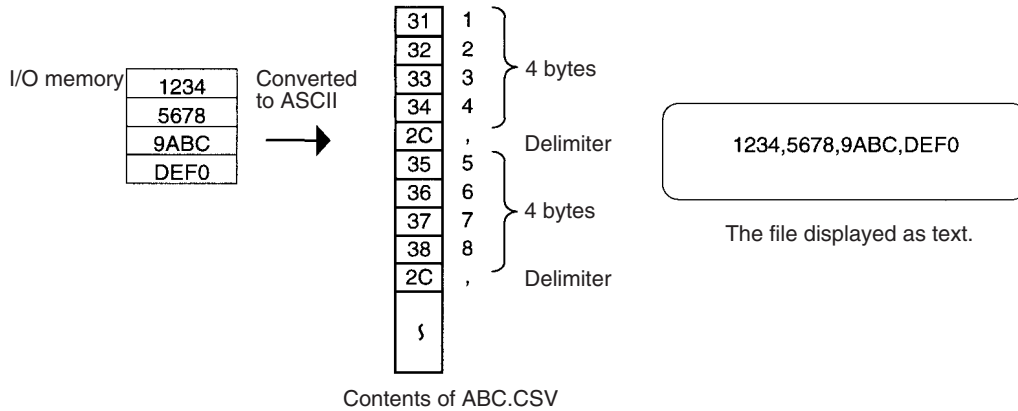 I/O memory
1234
5678
9ABC
DEF0
Converted
to ASCII
31 1
32 2
33 3
34 4
2C ,
35 5
36 6
37 7
38 8
2C ,
4 bytes
Delimiter
4 bytes
Delimiter
Contents of ABC.CSV
1234,5678,9ABC,DEF0
The file displayed as text.